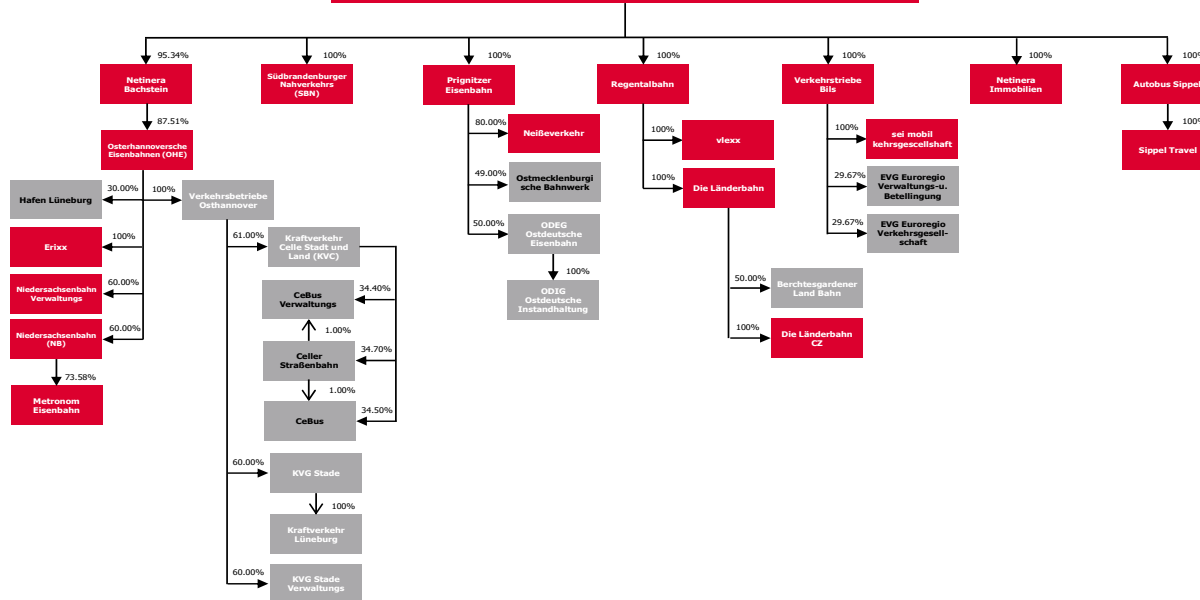 95.34%
100%
100%
100%
100%
100%
100%
Netinera
Bachstein
Südbrandenburger
Nahverkehrs
(SBN)
Prignitzer
Eisenbahn
Regentalbahn
Verkehrstriebe
Bils
Netinera
Immobilien
Autobus Sippel
87.51%
Osterhannoversche
Eisenbahnen (OHE)
80.00%
Neißeverkehr
100%
vlexx
100%
sei mobil
kehrsgescellshaft
100%
Sippel Travel
30.00%
Hafen Lüneburg
100%
Verkehrsbetriebe
Osthannover
49.00%
Ostmecklenburgi
sche Bahnwerk
100%
Die Länderbahn
29.67%
EVG Euroregio
Verwaltungs-u.
Betellingung
100%
Erixx
61.00%
Kraftverkehr
Celle Stadt und
Land (KVC)
50.00%
ODEG
Ostdeutsche
Eisenbahn
29.67%
EVG Euroregio
Verkehrsgesell-
schaft
60.00%
Niedersachsenbahn
Verwaltungs
CeBus
Verwaltungs
34.40%
100%
ODIG
Ostdeutsche
Instandhaltung
50.00%
Berchtesgardener
Land Bahn
60.00%
Niedersachsenbahn
(NB)
1.00%
Celler
Straßenbahn
34.70%
100%
Die Länderbahn
CZ
73.58%
Metronom
Eisenbahn
1.00%
CeBus
34.50%
60.00%
KVG Stade
100%
Kraftverkehr
Lüneburg
60.00%
KVG Stade
Verwaltungs